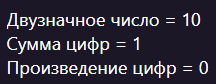 Двузначное число = 10
Сумма цифр = 1
Произведение цифр = 0